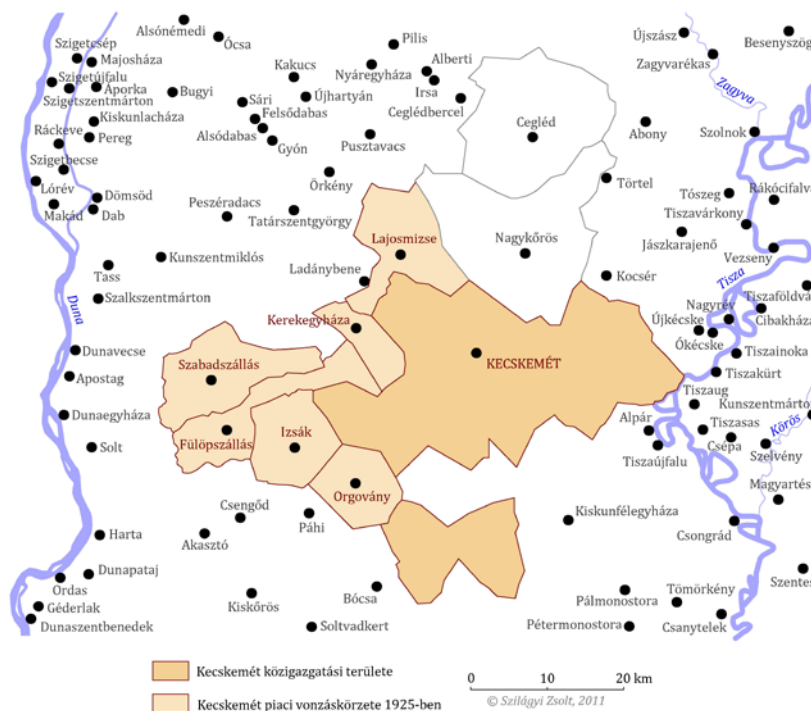 Alsónémedi
Ócsa
Pilis
Újszász
Besenyszög
Szigetcsép
Majosháza
Kakucs
Nyáregyháza
Alberti
Zagyvarékas
Szigetújfalu
Áporka
Bugyi
Sári
Újhartyán
Irsa
Ceglédbercel
Zagyva
Szigetszentmárton
Felsődabas
Kiskunlacháza
Alsódabas
Cegléd
Abony
Szolnok
Ráckeve
Pereg
Gyón
Pusztavacs
Szigetbecse
Örkény
Törtel
Lórév
Dömsöd
Tószeg
Rákócifalva
Makád
Dab
Peszéradacs
Tatárszentgyörgy
Tiszavárkony
Lajosmizse
Nagykőrös
Jászkarajenő
Vezseny
Kunszentmiklós
Tass
Ladánybene
Kocsér
Tisza
Duna
Szalkszentmárton
Nagyrév
Tiszaföldvár
Kerekegyháza
Újkécske
Cibakháza
Ókécske
Dunavecse
Szabadszállás
KECSKEMÉT
Tiszainoka
Apostag
Tiszakürt
Tiszaug
Kunszentmárton
Dunaegyháza
Fülöpszállás
Izsák
Alpár
Tiszasas
Körös
Solt
Csépa
Szelvény
Tiszaújfalu
Orgovány
Magyartés
Csengőd
Páhi
Kiskunfélegyháza
Akasztó
Csongrád
Harta
Dunapataj
Szentes
Ordas
Kiskőrös
Bócsa
Pálmonostora
Tömörkény
Géderlak
Dunaszentbenedek
Soltvadkert
Pétermonostora
Csanytelek
Kecskemét közigazgatási területe
Kecskemét piaci vonzáskörzete 1925-ben
0 10 20 km
© Szilágyi Zsolt, 2011